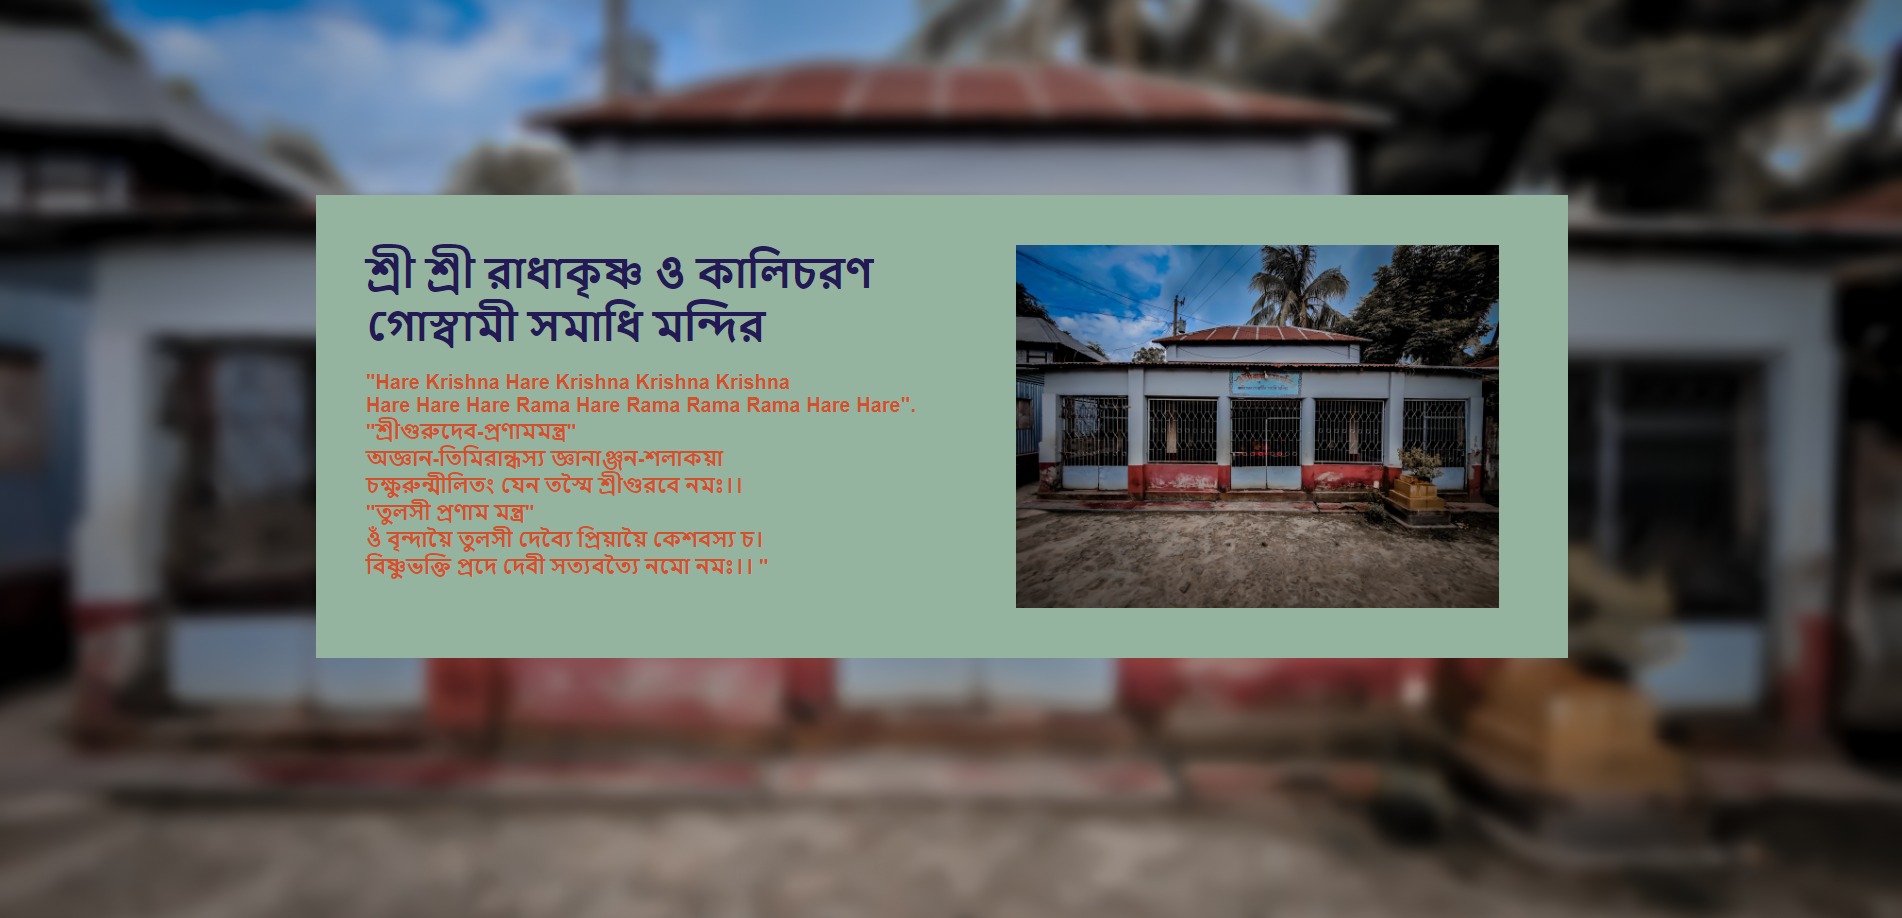 শ্রী শ্রী রাধাকৃষ্ণ ও কালিচরণ
গোস্বামী সমাধি মন্দির
"Hare Krishna Hare Krishna Krishna Krishna
Hare Hare Hare Rama Hare Rama Rama Rama Hare Hare".
"শ্রীগুরুদেব-প্রণামমন্ত্র"
অজ্ঞান-তিমিরান্ধস্য জ্ঞানাঞ্জন-শলাকয়া
চক্ষুরুন্মীলিতং যেন তস্মৈ শ্রীগুরবে নমঃ।।
"তুলসী প্রণাম মন্ত্র"
ওঁ বৃন্দায়ৈ তুলসী দেব্যৈ প্রিয়ায়ৈ কেশবস্য চ।
বিষ্ণুভক্তি প্রদে দেবী সত্যবত্যৈ নমো নমঃ।। "